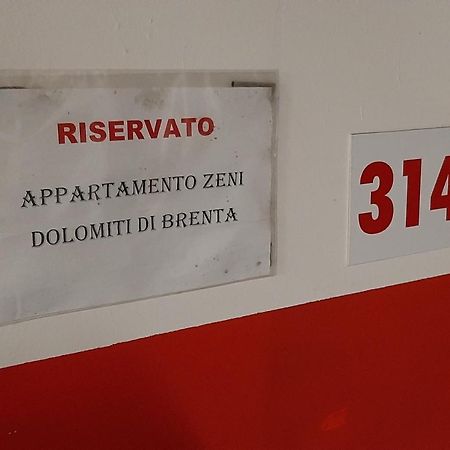 RISERVATO
APPARTAMENTO ZENI
DOLOMITI DI BRENTA
314